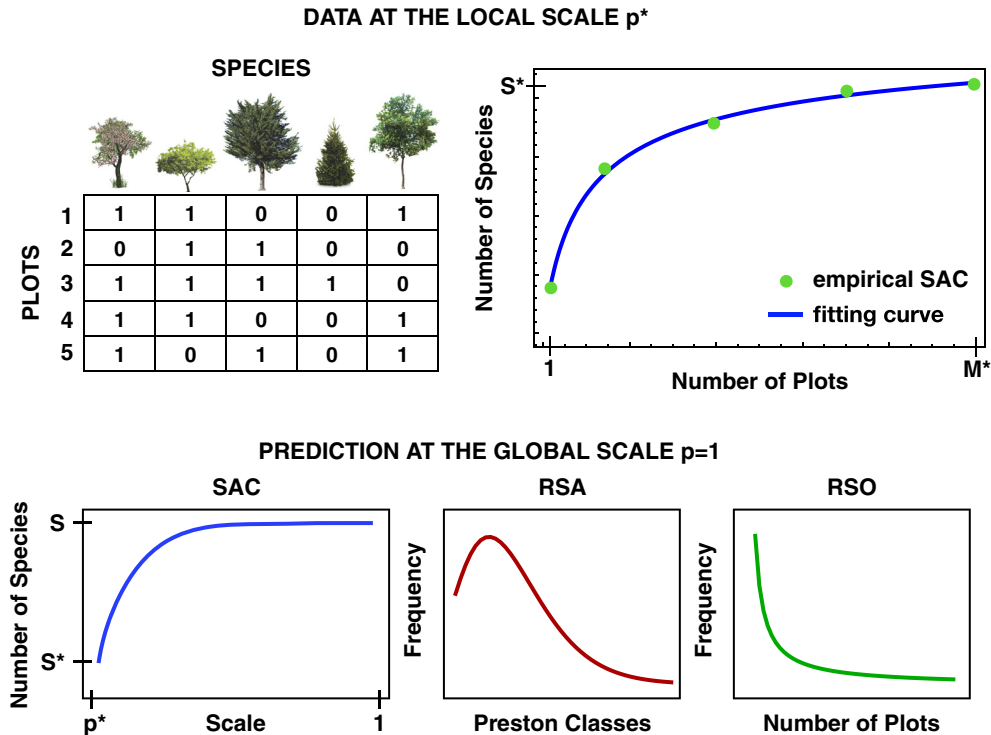 DATA AT THE LOCAL SCALE p*
SPECIES
PLOTS
1 1 1 0 0 1
2 0 1 1 0 0
3 1 1 1 1 0
4 1 1 0 0 1
5 1 0 1 0 1
S*
Number of Species
empirical SAC
fitting curve
1 M*
Number of Plots
PREDICTION AT THE GLOBAL SCALE p=1
SAC
Number of Species
S
S*
p* Scale 1
RSA
Frequency
Preston Classes
RSO
Frequency
Number of Plots